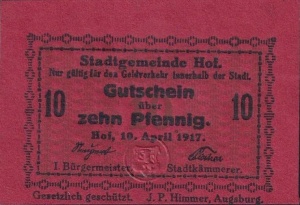 Stadtgemeinde Hof.
Nur gültig für den Geldverkehr innerhalb der Stadt.
Gutschein
über
10 10
zehn Pfennig.
Hof, 10. April 1917.
I. Bürgermeister. Stadtkämmerer.
Gesetzlich geschützt. J. P. Himmer, Augsburg.